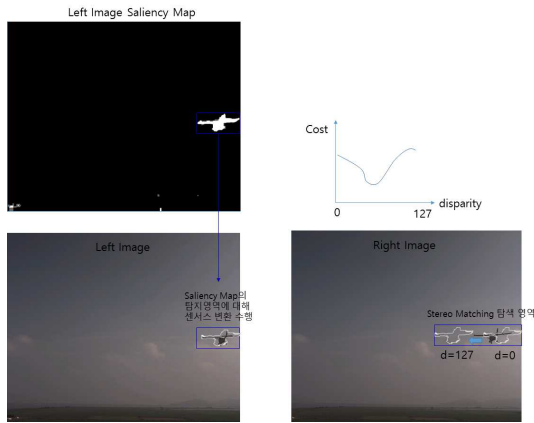 Left Image Saliency Map
Cost
disparity
0
127
Left Image
Right Image
Saliency Map의
탐지영역에 대해
센서스 변환 수행
Stereo Matching 탐색 영역
d=127
d=0